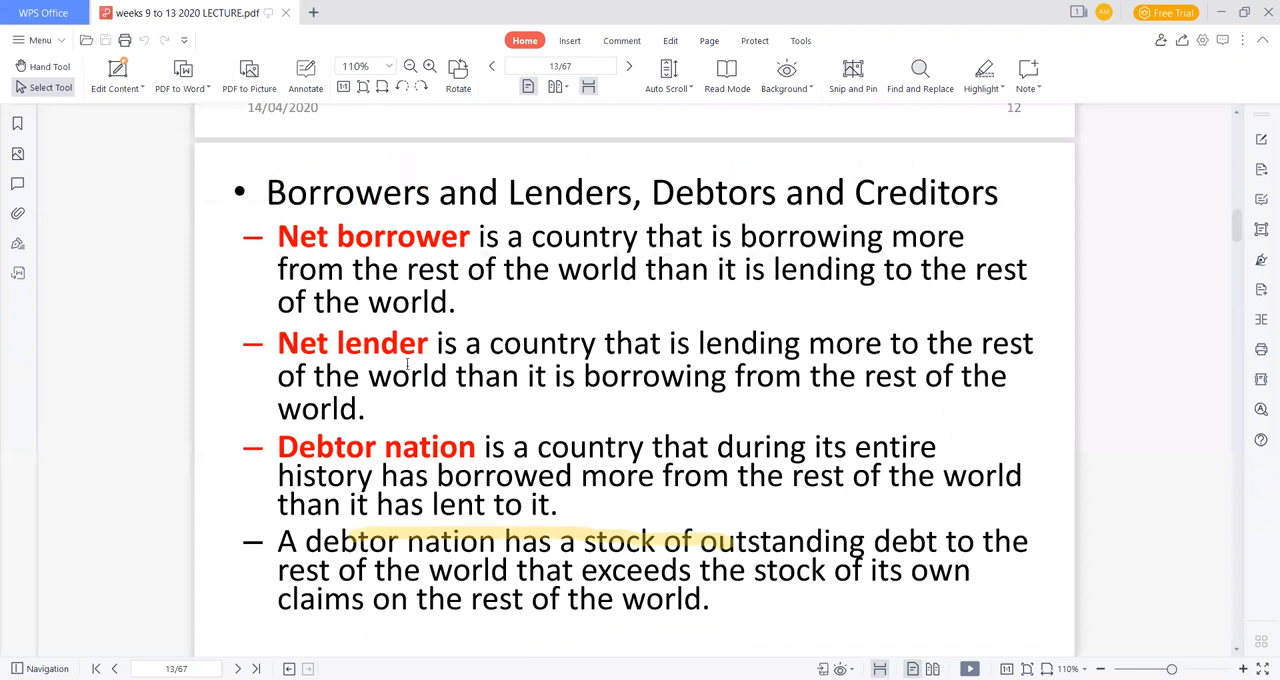 WPS Office
weeks 9 to 13 2020 LECTURE.pdf
1
Free Trial
Menu
Home Insert Comment Edit Page Protect Tools
Hand Tool
Select Tool
Edit Content
PDF to Word
PDF to Picture
Annotate
110%
Rotate
13/67
Auto Scroll
Read Mode
Background
Snip and Pin
Find and Replace
Highlight
Note
14/04/2020 12
• Borrowers and Lenders, Debtors and Creditors
– Net borrower is a country that is borrowing more
from the rest of the world than it is lending to the rest
of the world.
– Net lender is a country that is lending more to the rest
of the world than it is borrowing from the rest of the
world.
– Debtor nation is a country that during its entire
history has borrowed more from the rest of the world
than it has lent to it.
– A debtor nation has a stock of outstanding debt to the
rest of the world that exceeds the stock of its own
claims on the rest of the world.
Navigation
13/67
110%